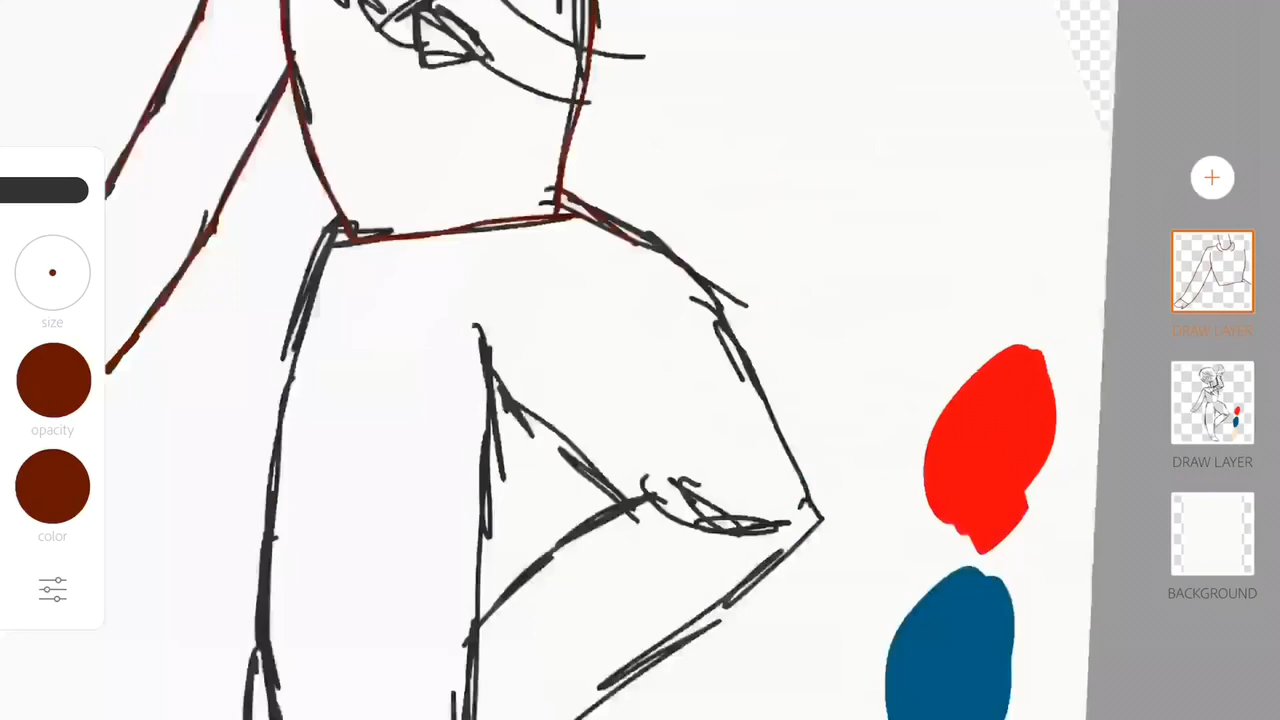 size
opacity
color
DRAW LAYER
DRAW LAYER
BACKGROUND